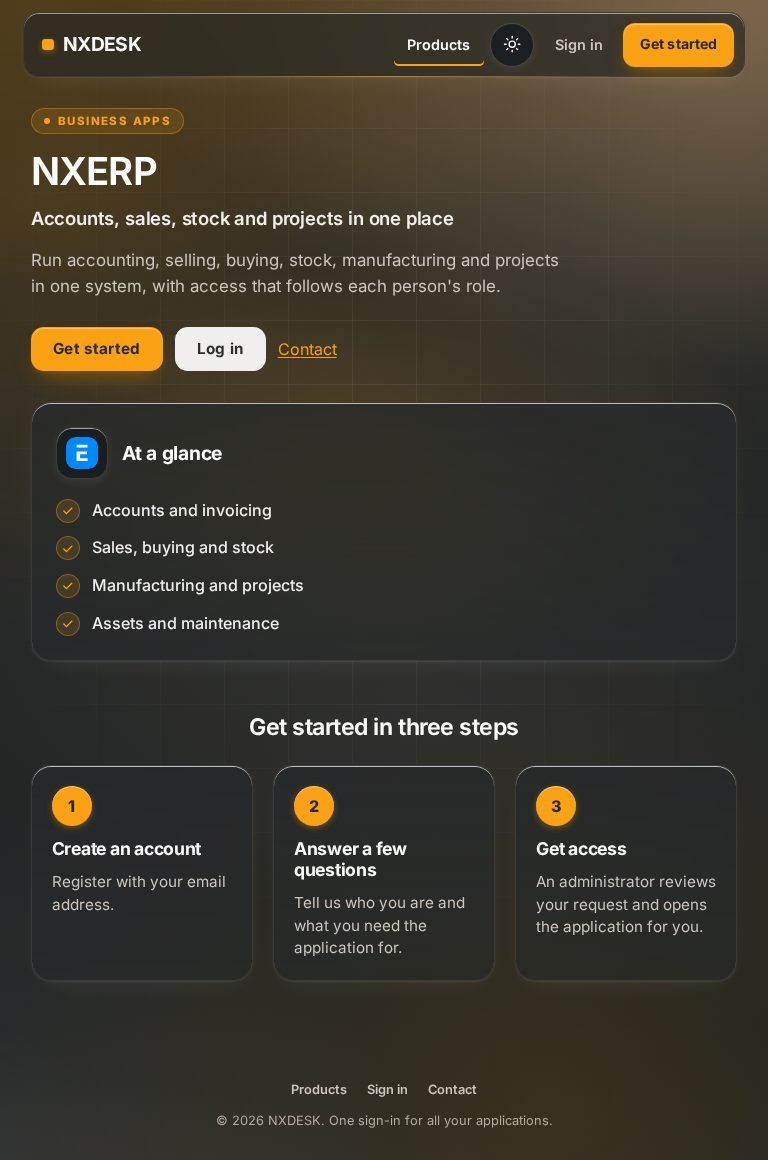 NXDESK
Products
Sign in
Get started
BUSINESS APPS
NXERP
Accounts, sales, stock and projects in one place
Run accounting, selling, buying, stock, manufacturing and projects
in one system, with access that follows each person's role.
Get started
Log in
Contact
E
At a glance
Accounts and invoicing
Sales, buying and stock
Manufacturing and projects
Assets and maintenance
Get started in three steps
1
Create an account
Register with your email
address.
2
Answer a few
questions
Tell us who you are and
what you need the
application for.
3
Get access
An administrator reviews
your request and opens
the application for you.
Products
Sign in
Contact
© 2026 NXDESK. One sign-in for all your applications.